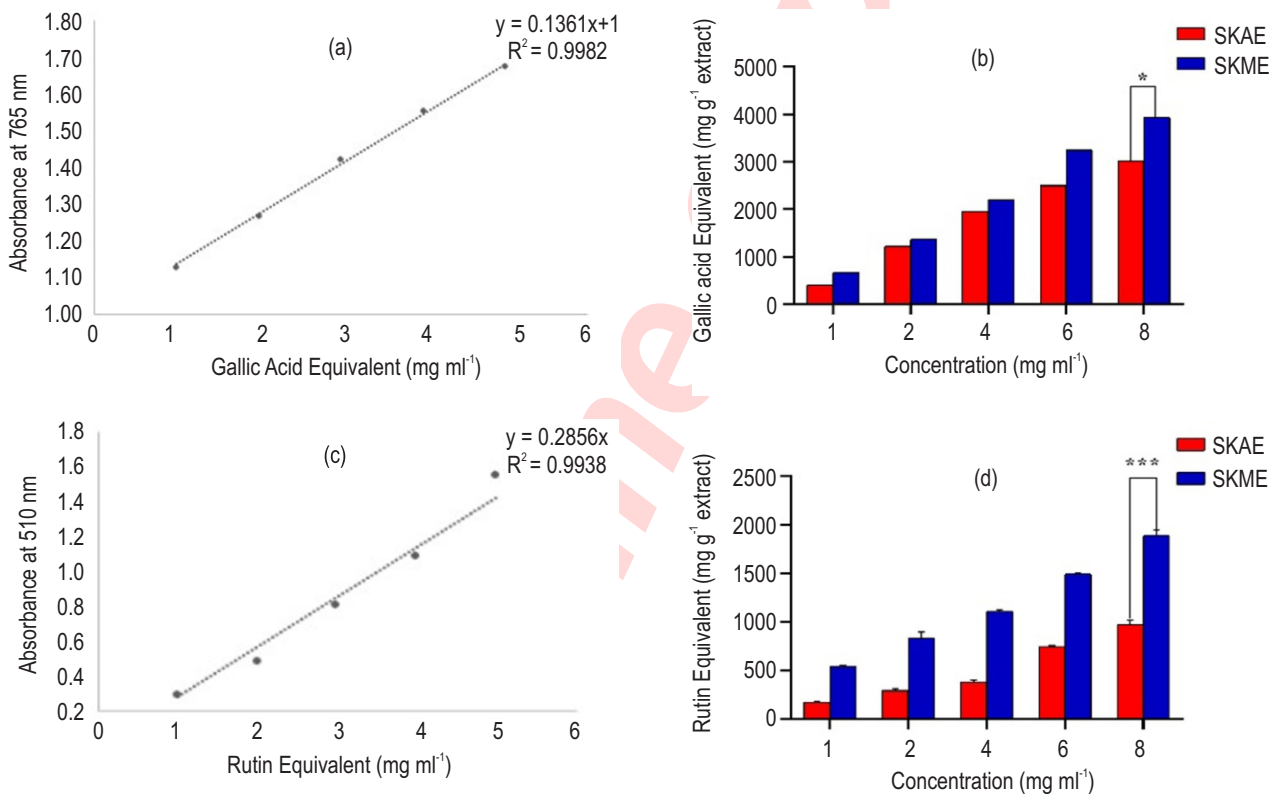 y = 0.1361x+1
R² = 0.9982
(a)
Absorbance at 765 nm
1.80
1.70
1.60
1.50
1.40
1.30
1.20
1.10
1.00
0 1 2 3 4 5 6
Gallic Acid Equivalent (mg ml⁻¹)
SKAE
SKME
(b)
*
Gallic acid Equivalent (mg g⁻¹ extract)
5000
4000
3000
2000
1000
0
1 2 4 6 8
Concentration (mg ml⁻¹)
y = 0.2856x
R² = 0.9938
(c)
Absorbance at 510 nm
1.8
1.6
1.4
1.2
1.0
0.8
0.6
0.4
0.2
0 1 2 3 4 5 6
Rutin Equivalent (mg ml⁻¹)
SKAE
SKME
(d)
***
Rutin Equivalent (mg g⁻¹ extract)
2500
2000
1500
1000
500
0
1 2 4 6 8
Concentration (mg ml⁻¹)